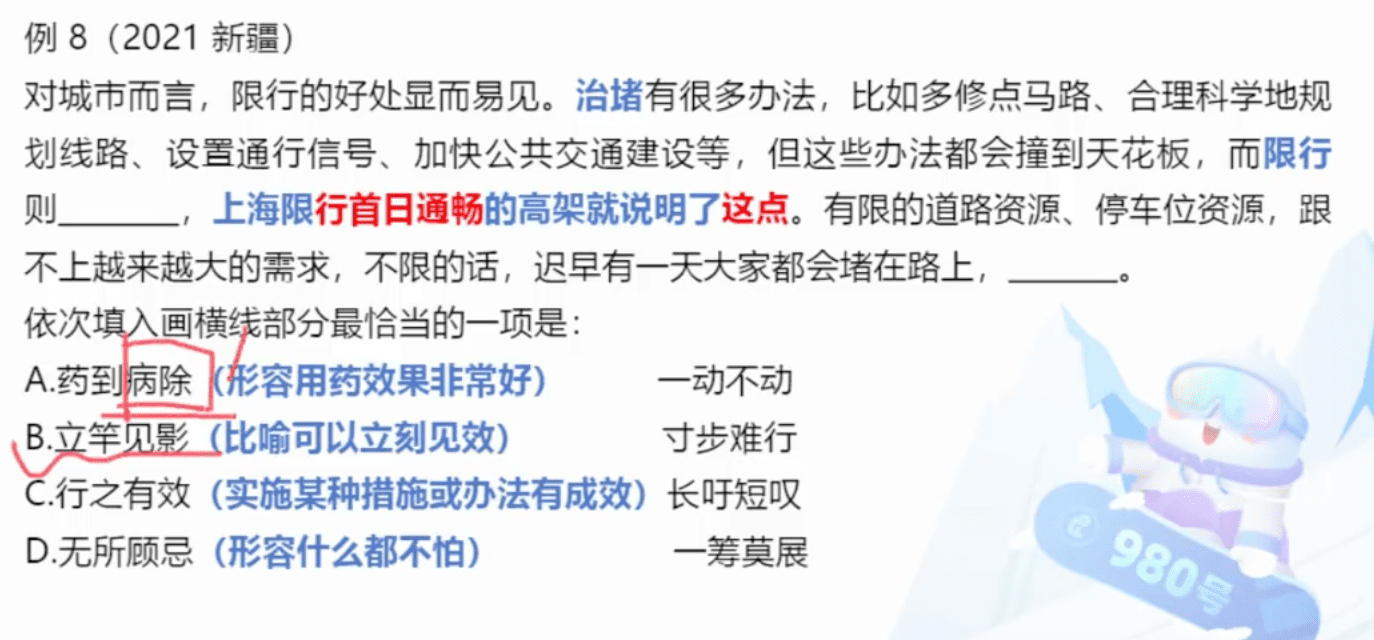 例 8（2021 新疆）
对城市而言，限行的好处显而易见。治堵有很多办法，比如多修点马路、合理科学地规
划线路、设置通行信号、加快公共交通建设等，但这些办法都会撞到天花板，而限行
则_______，上海限行首日通畅的高架就说明了这点。有限的道路资源、停车位资源，跟
不上越来越大的需求，不限的话，迟早有一天大家都会堵在路上，______。
依次填入画横线部分最恰当的一项是：
A.药到病除（形容用药效果非常好） 一动不动
B.立竿见影（比喻可以立刻见效） 寸步难行
C.行之有效（实施某种措施或办法有成效） 长吁短叹
D.无所顾忌（形容什么都不怕） 一筹莫展
980号